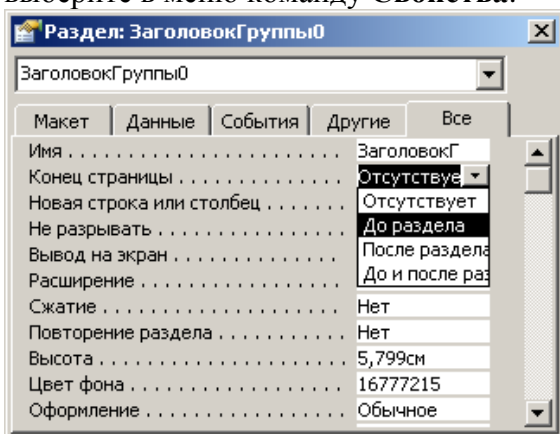 выберите в меню команду Свойства.
Раздел: ЗаголовокГруппы0
ЗаголовокГруппы0
Макет Данные События Другие Все
Имя . . . . . . . . . . . . . . . . . . . . . . . ЗаголовокГ
Конец страницы . . . . . . . . . . . . . . Отсутствуе
Новая строка или столбец . . . . . . . Отсутствует
Не разрывать . . . . . . . . . . . . . . . . До раздела
Вывод на экран . . . . . . . . . . . . . . После раздела
Расширение . . . . . . . . . . . . . . . . . До и после раз
Сжатие . . . . . . . . . . . . . . . . . . . . Нет
Повторение раздела . . . . . . . . . . . Нет
Высота . . . . . . . . . . . . . . . . . . . . 5,799см
Цвет фона . . . . . . . . . . . . . . . . . . 16777215
Оформление . . . . . . . . . . . . . . . . . Обычное